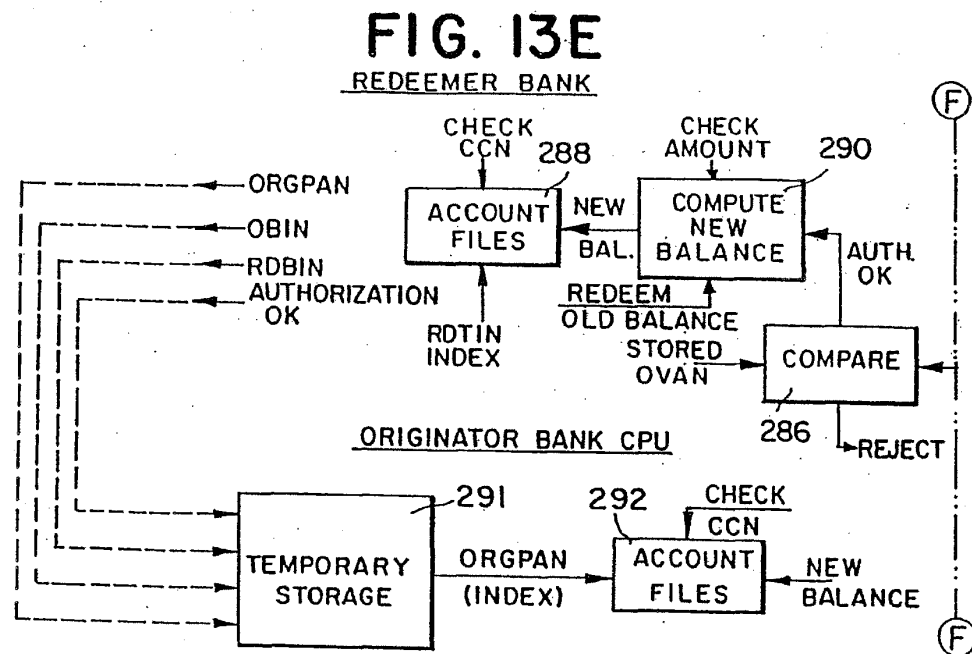 FIG. 13E
REDEEMER BANK
F
CHECK
CCN
288
CHECK
AMOUNT
290
ORGPAN
OBIN
RDBIN
AUTHORIZATION
OK
ACCOUNT
FILES
NEW
BAL.
COMPUTE
NEW
BALANCE
AUTH.
OK
RDTIN
INDEX
REDEEM
OLD BALANCE
STORED
OVAN
COMPARE
286
REJECT
ORIGINATOR BANK CPU
291
TEMPORARY
STORAGE
ORGPAN
(INDEX)
292
CHECK
CCN
ACCOUNT
FILES
NEW
BALANCE
F